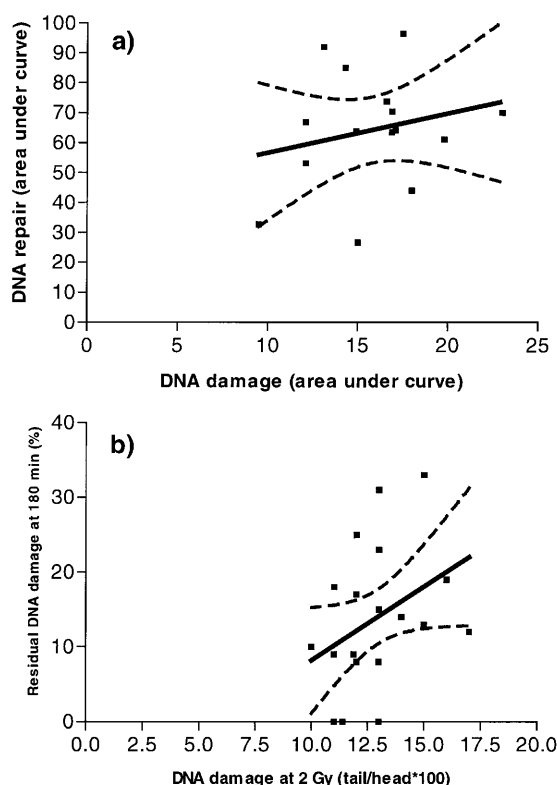 a)
DNA repair (area under curve)
100
90
80
70
60
50
40
30
20
10
0
0 5 10 15 20 25
DNA damage (area under curve)
b)
Residual DNA damage at 180 min (%)
40
30
20
10
0
0.0 2.5 5.0 7.5 10.0 12.5 15.0 17.5 20.0
DNA damage at 2 Gy (tail/head*100)